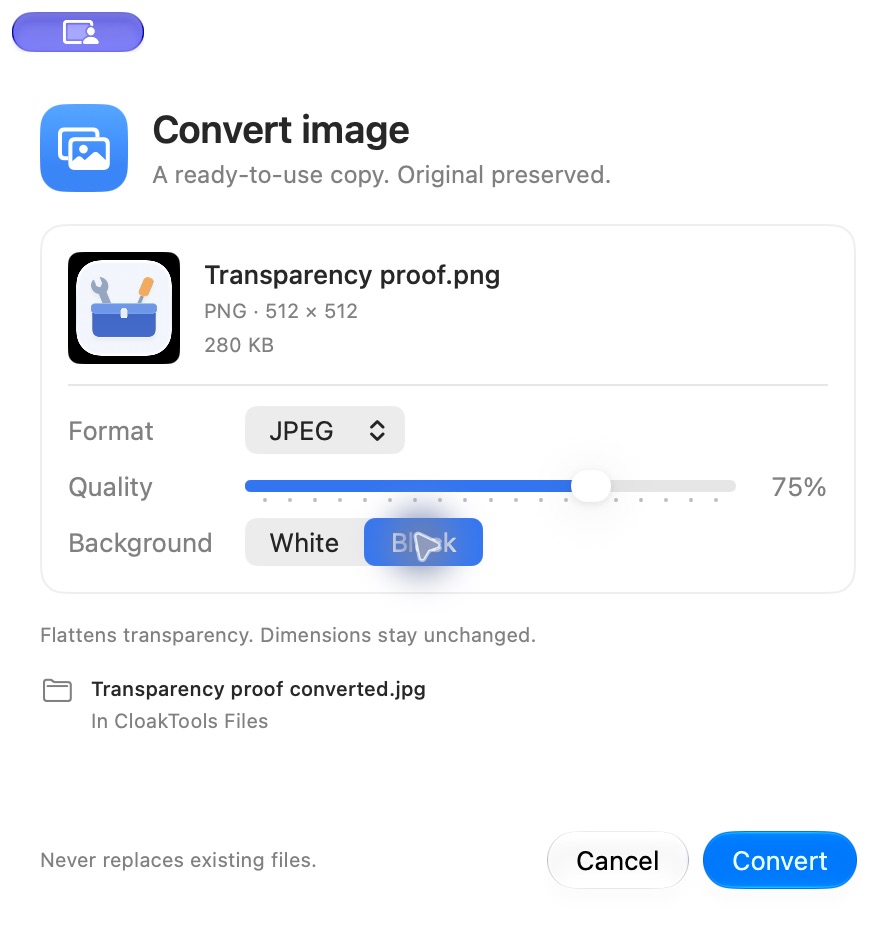 Convert image
A ready-to-use copy. Original preserved.
Transparency proof.png
PNG · 512 × 512
280 KB
Format
JPEG
Quality
75%
Background
White
Black
Flattens transparency. Dimensions stay unchanged.
Transparency proof converted.jpg
In CloakTools Files
Never replaces existing files.
Cancel
Convert